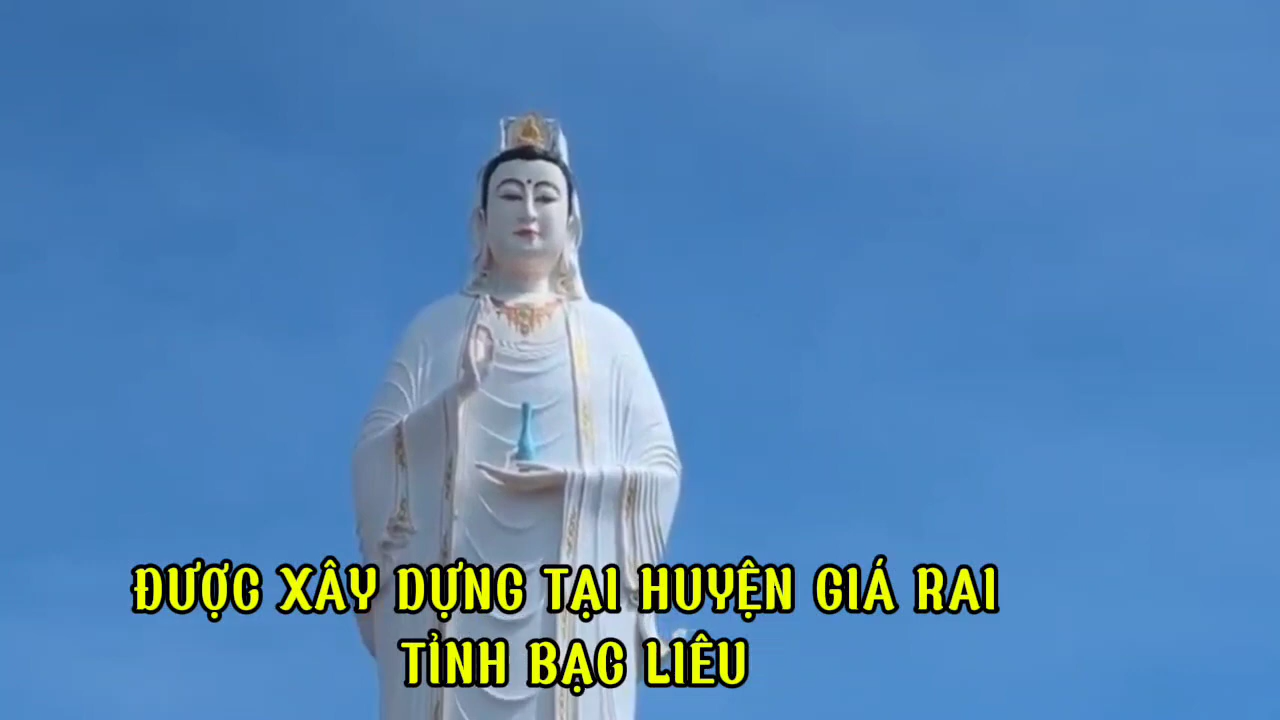 ĐƯỢC XÂY DỰNG TẠI HUYỆN GIÁ RAI
TỈNH BẠC LIÊU